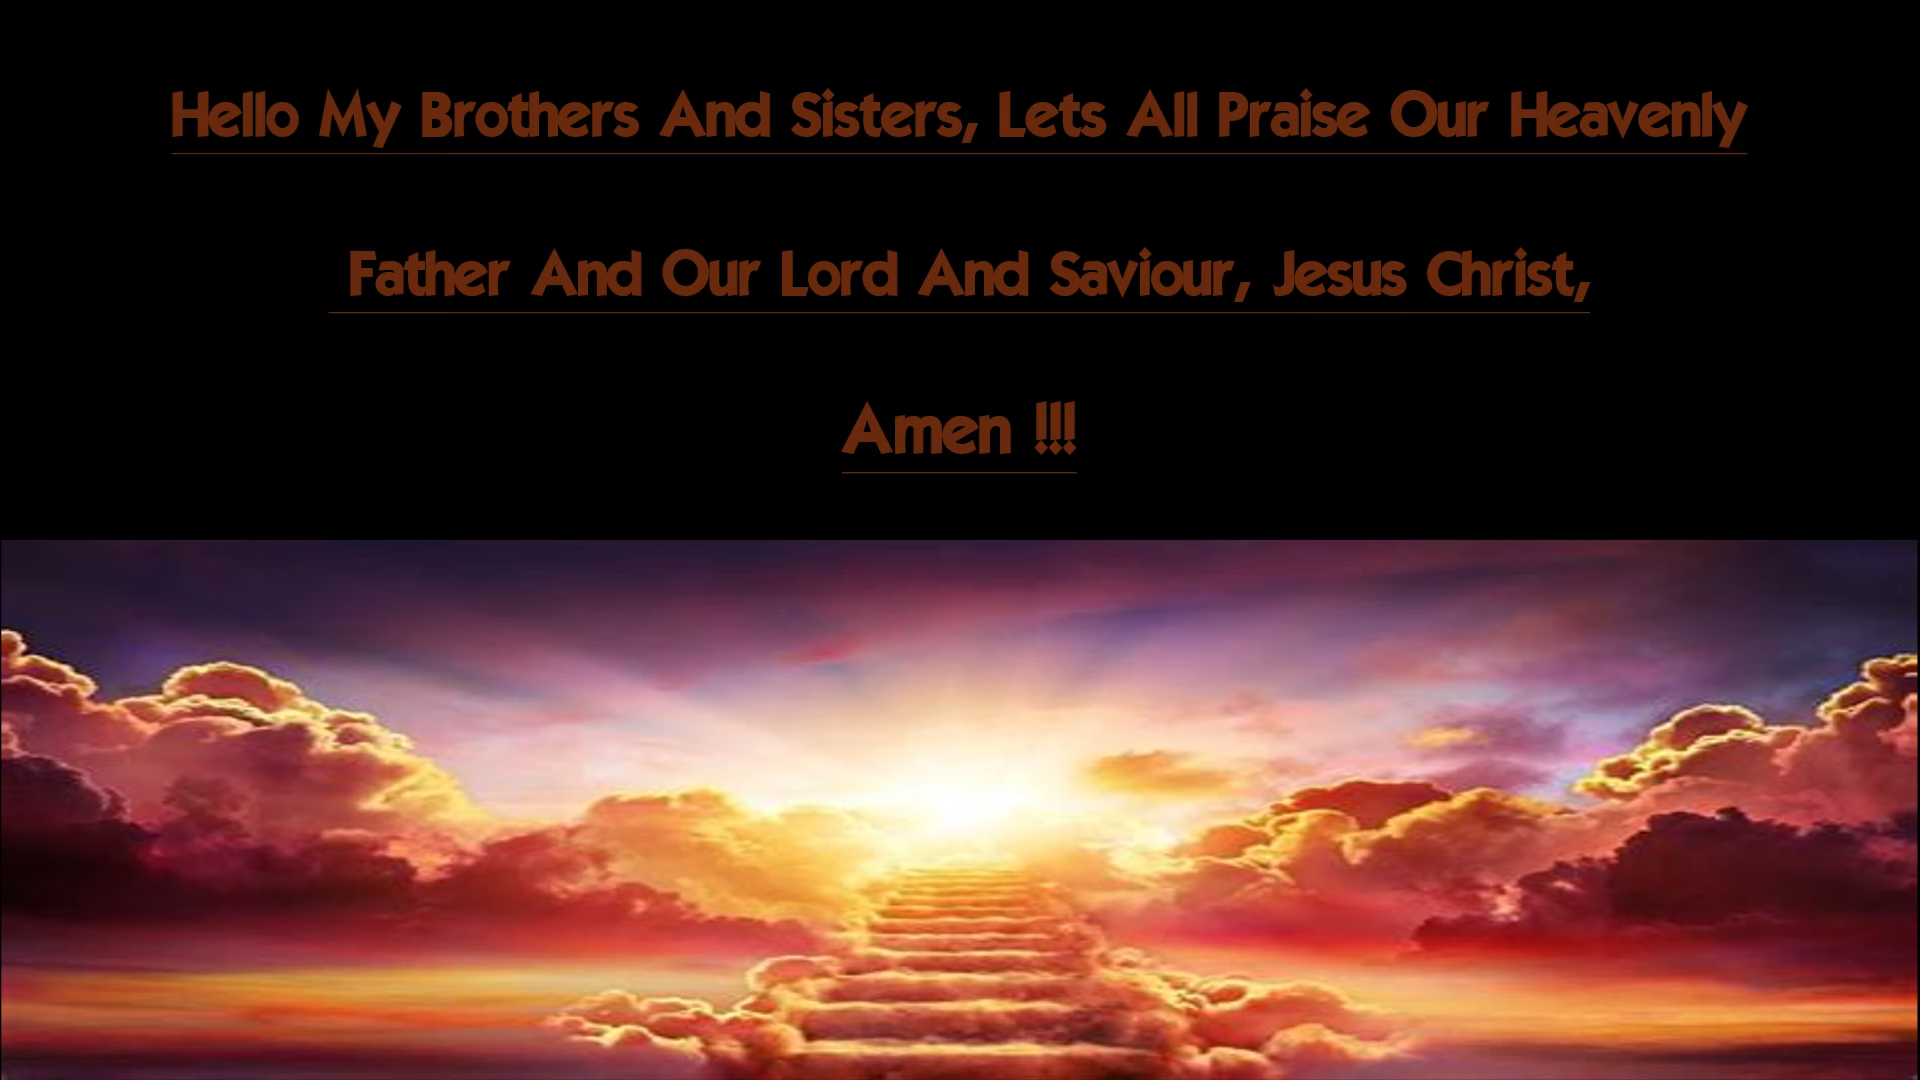 Hello My Brothers And Sisters, Lets All Praise Our Heavenly
Father And Our Lord And Saviour, Jesus Christ,
Amen !!!